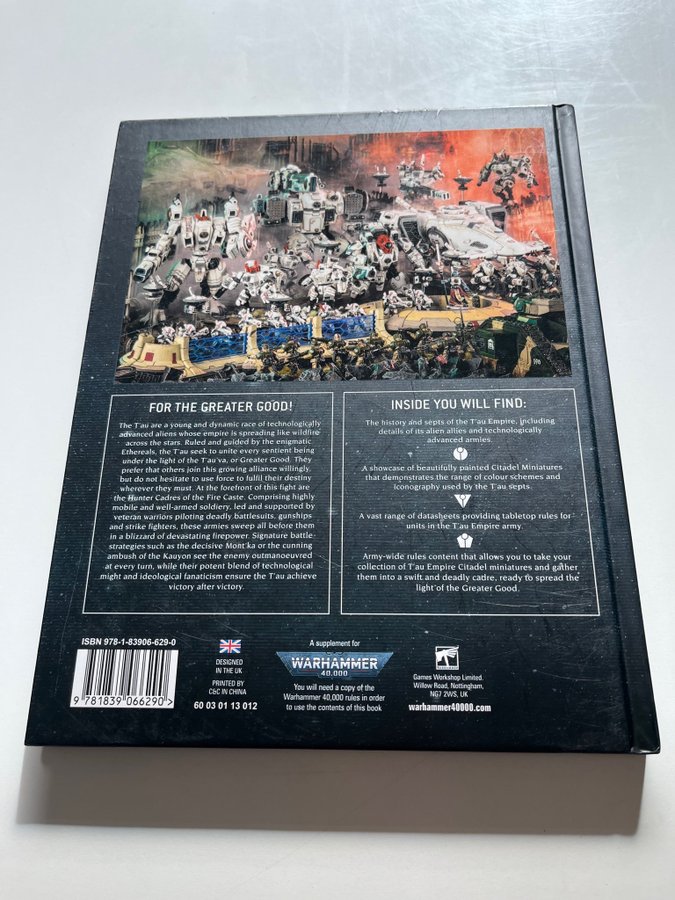 FOR THE GREATER GOOD!
The T'au are a young and dynamic race of technologically
advanced aliens whose empire is spreading like wildfire
across the stars. Ruled and guided by the enigmatic
Ethereals, the T'au seek to unite every sentient being
under the light of the T'au'va, or Greater Good. They
prefer that others join this growing alliance willingly,
but do not hesitate to use force to fulfil their destiny
wherever they must. At the forefront of this fight are
the Hunter Cadres of the Fire Caste. Comprising highly
mobile and well-armed soldiery, led and supported by
veteran warriors piloting deadly battlesuits, gunships
and strike fighters, these armies sweep all before them
in a blizzard of devastating firepower. Signature battle-
strategies such as the decisive Mont'ka or the cunning
ambush of the Kauyon see the enemy outmanoeuvred
at every turn, while their potent blend of technological
might and ideological fanaticism ensure the T'au achieve
victory after victory.
INSIDE YOU WILL FIND:
The history and septs of the T'au Empire, including
details of its alien allies and technologically
advanced armies.
A showcase of beautifully painted Citadel Miniatures
that demonstrates the range of colour schemes and
iconography used by the T'au septs.
A vast range of datasheets providing tabletop rules for
units in the T'au Empire army.
Army-wide rules content that allows you to take your
collection of T'au Empire Citadel miniatures and gather
them into a swift and deadly cadre, ready to spread the
light of the Greater Good.
ISBN 978-1-83906-629-0
9 781839 066290 >
DESIGNED
IN THE UK
PRINTED BY
C&C IN CHINA
60 03 01 13 012
A supplement for
WARHAMMER
40,000
You will need a copy of the
Warhammer 40,000 rules in order
to use the contents of this book
Games Workshop Limited.
Willow Road, Nottingham,
NG7 2WS, UK
warhammer40000.com